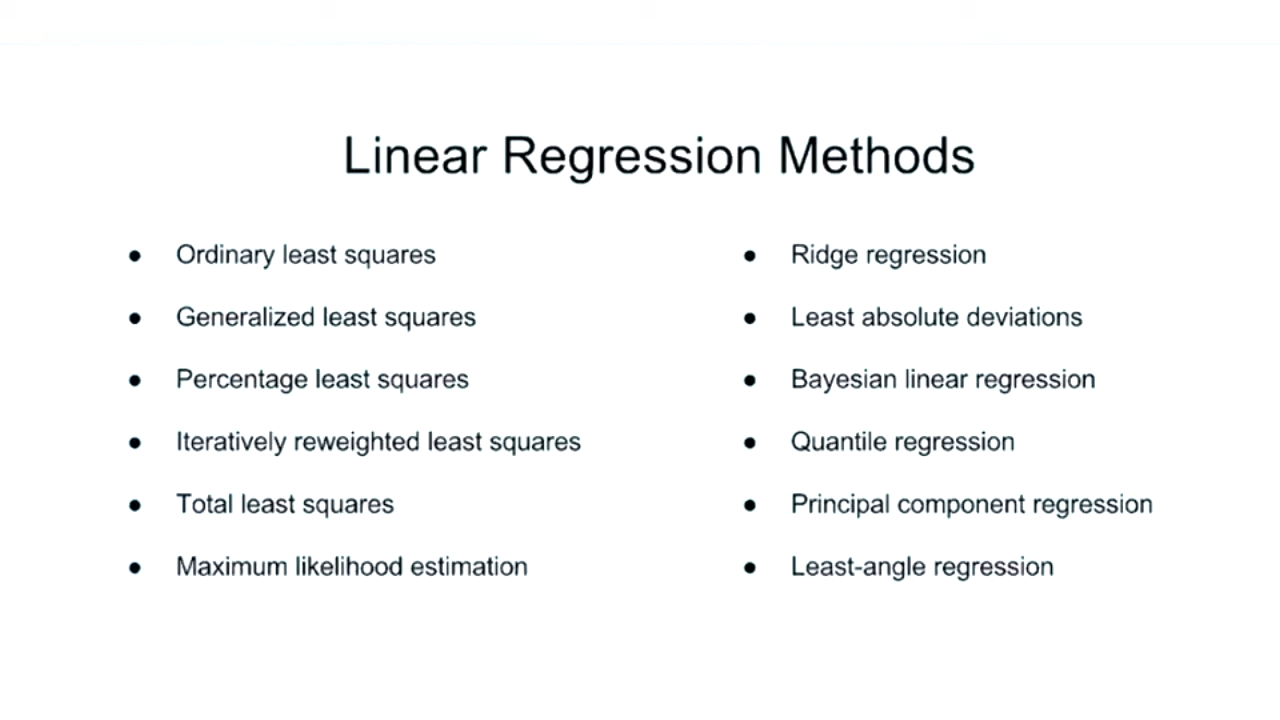 Linear Regression Methods
● Ordinary least squares
● Generalized least squares
● Percentage least squares
● Iteratively reweighted least squares
● Total least squares
● Maximum likelihood estimation
● Ridge regression
● Least absolute deviations
● Bayesian linear regression
● Quantile regression
● Principal component regression
● Least-angle regression